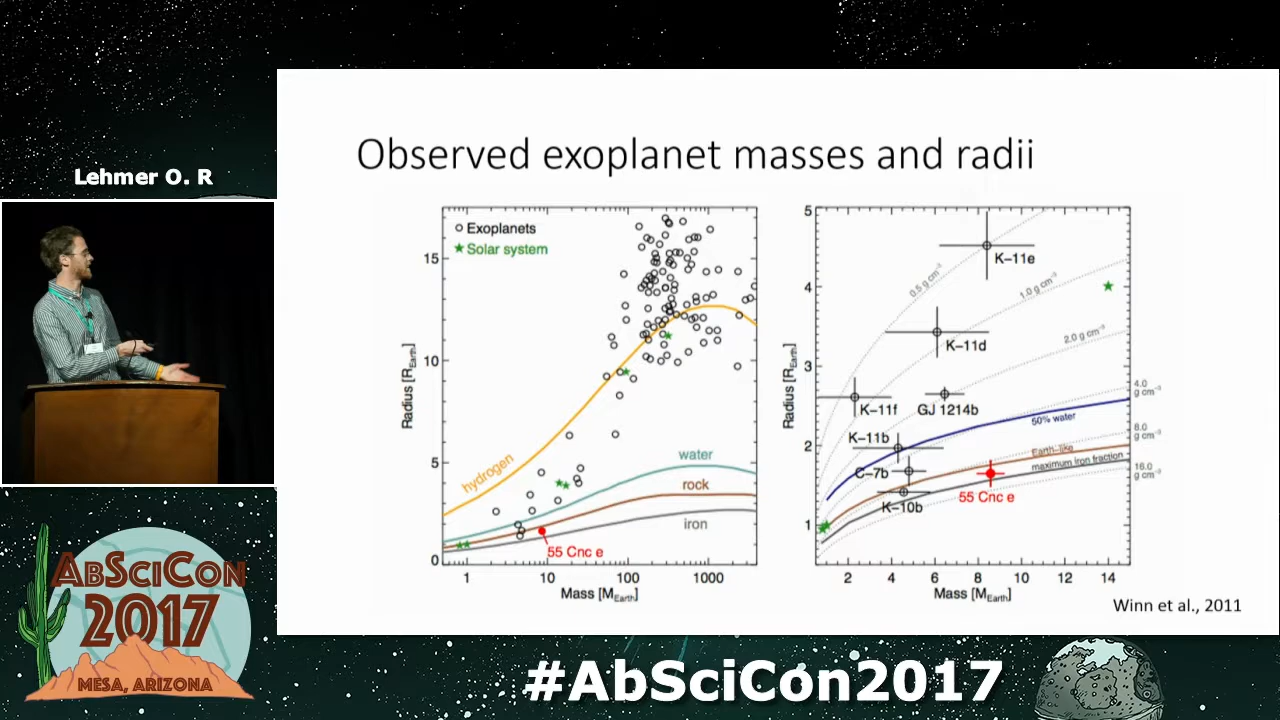 Lehmer O. R
Observed exoplanet masses and radii
Exoplanets
Solar system
hydrogen
water
rock
iron
55 Cnc e
Radius [REarth]
15
10
5
0
1
10
100
1000
Mass [MEarth]
5
4
3
2
1
Radius [REarth]
K-11e
0.5 g cm-3
1.0 g cm-3
K-11d
2.0 g cm-3
K-11f
GJ 1214b
4.0
g cm-3
50% water
K-11b
8.0
g cm-3
Earth-like
maximum iron fraction
C-7b
16.0
g cm-3
55 Cnc e
K-10b
2
4
6
8
10
12
14
Mass [MEarth]
Winn et al., 2011
ABSCICON
2017
MESA, ARIZONA
#AbSciCon2017